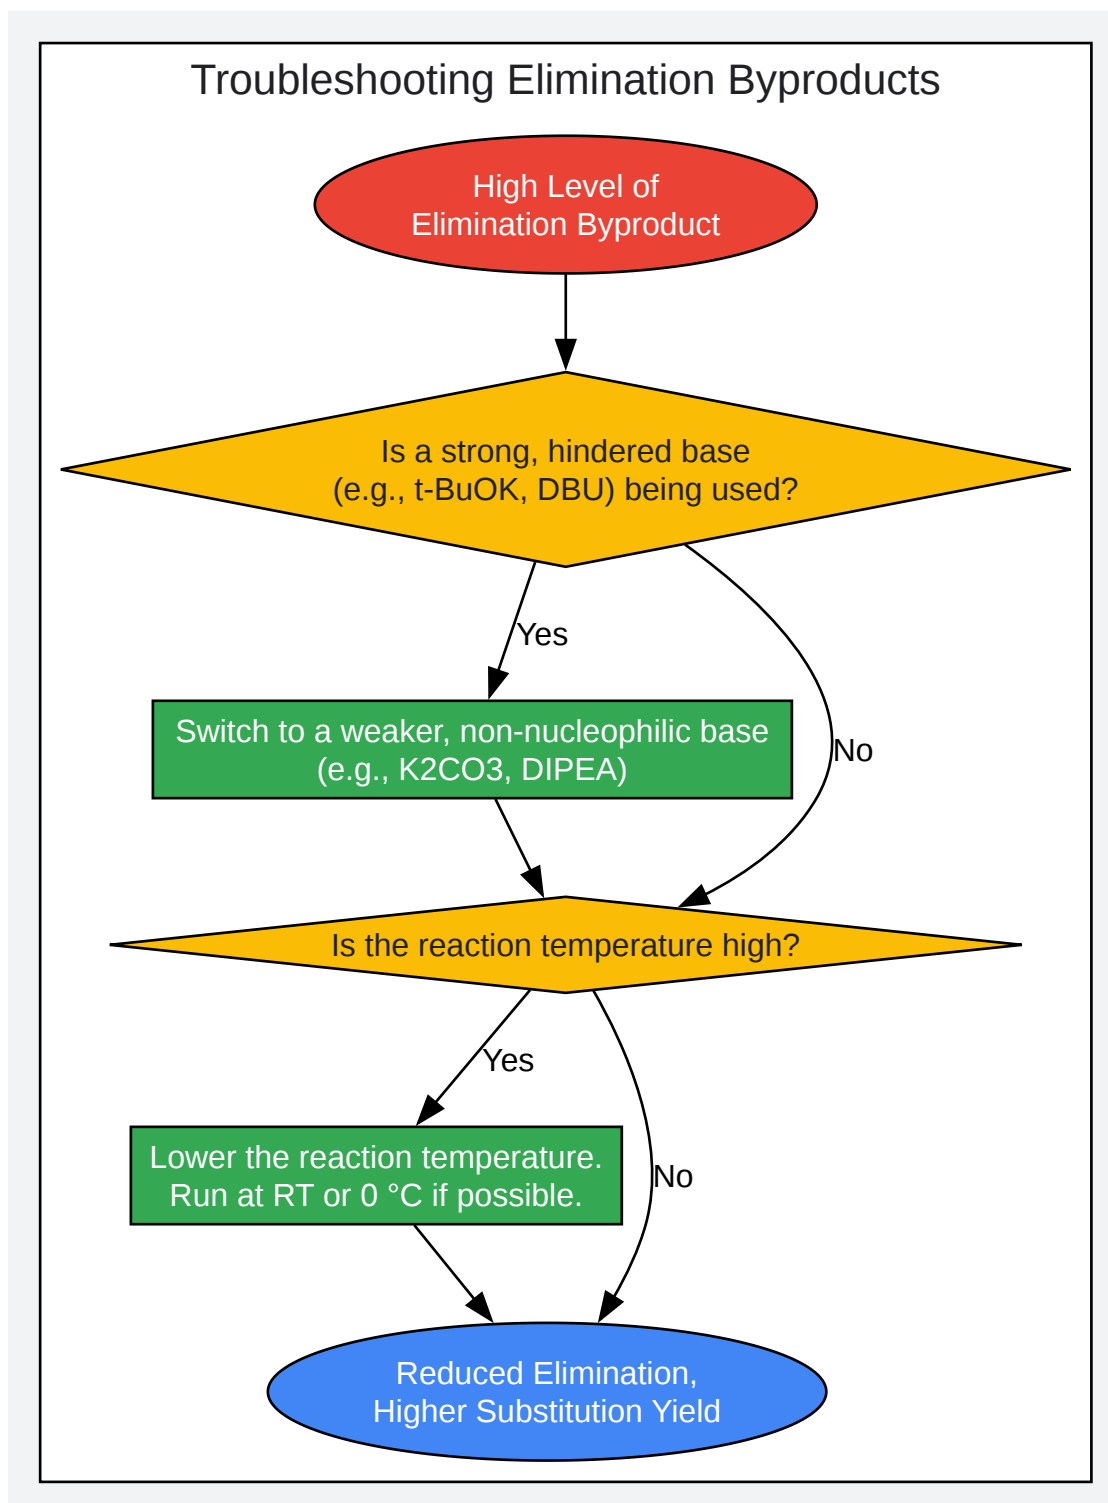 Troubleshooting Elimination Byproducts
High Level of
Elimination Byproduct
Is a strong, hindered base
(e.g., t-BuOK, DBU) being used?
Yes
Switch to a weaker, non-nucleophilic base
(e.g., K2CO3, DIPEA)
No
Is the reaction temperature high?
Yes
Lower the reaction temperature.
Run at RT or 0 °C if possible.
No
Reduced Elimination,
Higher Substitution Yield